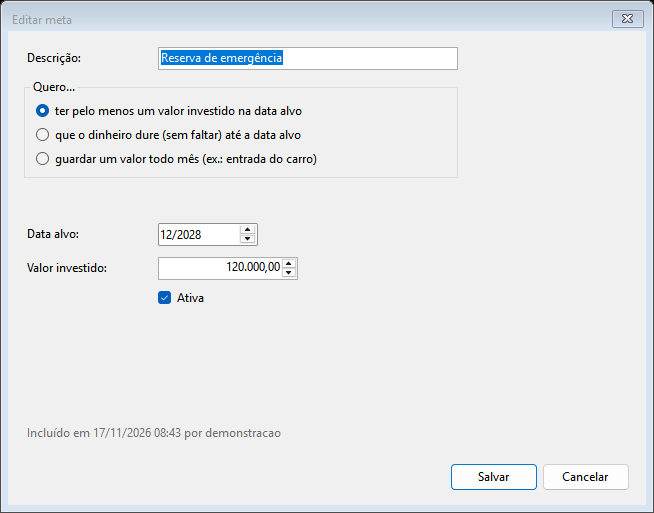 Editar meta
Descrição: Reserva de emergência
Quero...
ter pelo menos um valor investido na data alvo
que o dinheiro dure (sem faltar) até a data alvo
guardar um valor todo mês (ex.: entrada do carro)
Data alvo: 12/2028
Valor investido: 120.000,00
Ativa
Incluído em 17/11/2026 08:43 por demonstracao
Salvar Cancelar